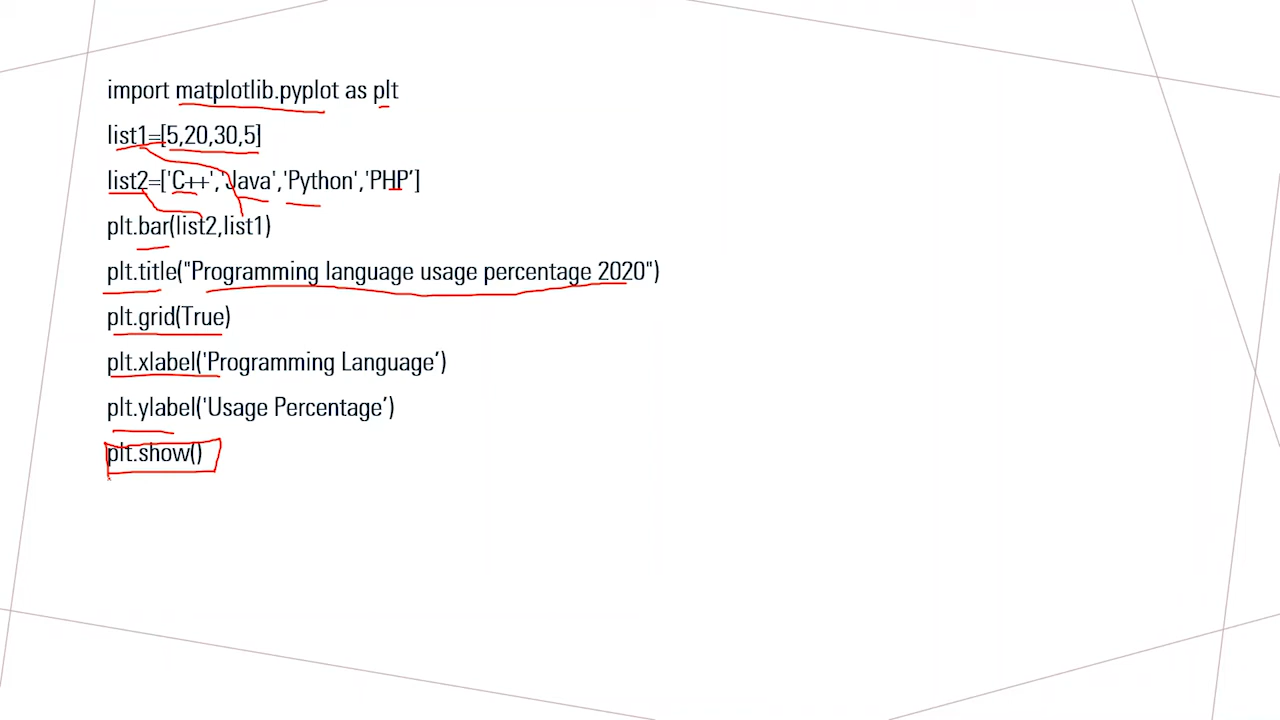 import matplotlib.pyplot as plt
list1=[5,20,30,5]
list2=['C++','Java','Python','PHP’]
plt.bar(list2,list1)
plt.title("Programming language usage percentage 2020")
plt.grid(True)
plt.xlabel('Programming Language’)
plt.ylabel('Usage Percentage’)
plt.show()